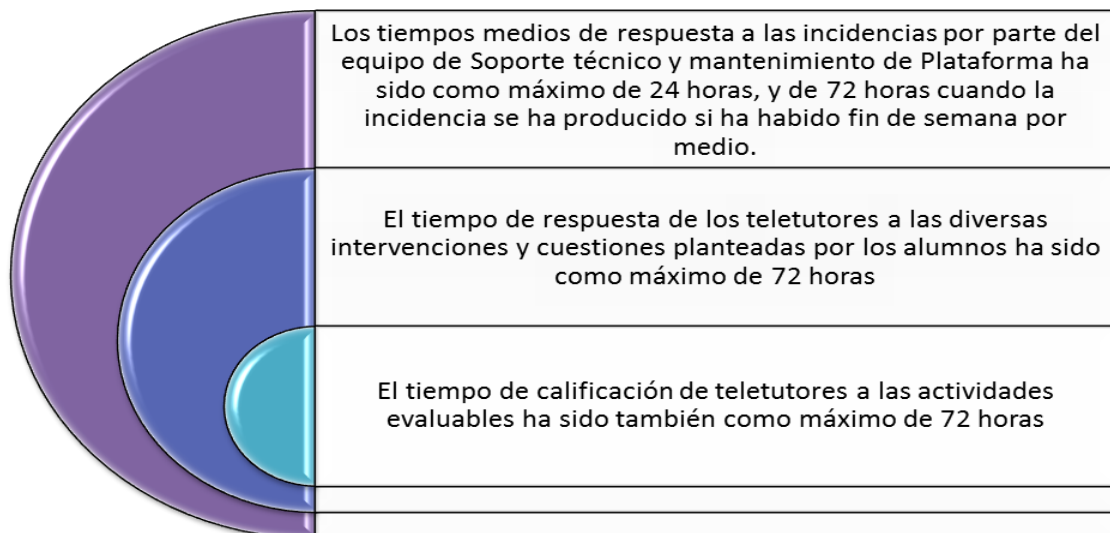 Los tiempos medios de respuesta a las incidencias por parte del
equipo de Soporte técnico y mantenimiento de Plataforma ha
sido como máximo de 24 horas, y de 72 horas cuando la
incidencia se ha producido si ha habido fin de semana por
medio.
El tiempo de respuesta de los teletutores a las diversas
intervenciones y cuestiones planteadas por los alumnos ha sido
como máximo de 72 horas
El tiempo de calificación de teletutores a las actividades
evaluables ha sido también como máximo de 72 horas